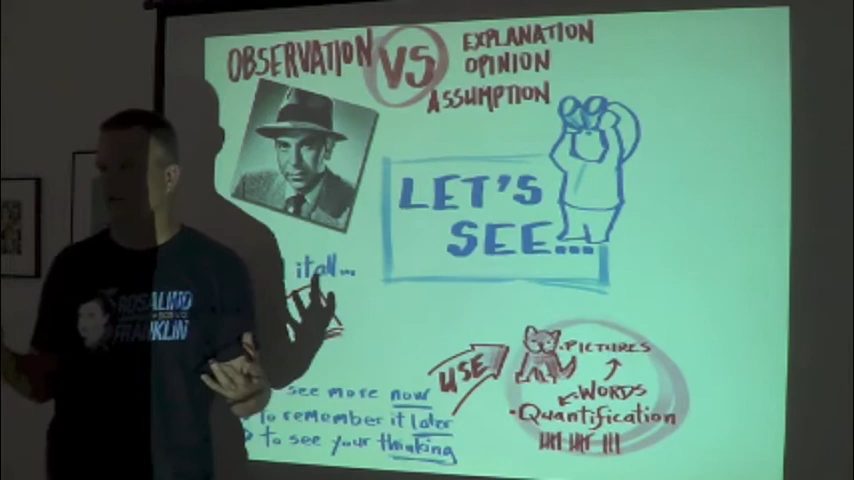 OBSERVATION VS EXPLANATION
OPINION
ASSUMPTION
LET'S
SEE...
it all...
USE
• PICTURES
• WORDS
• Quantification
see more now
To remember it later
to see your thinking
ROSALIND
FRANKLIN